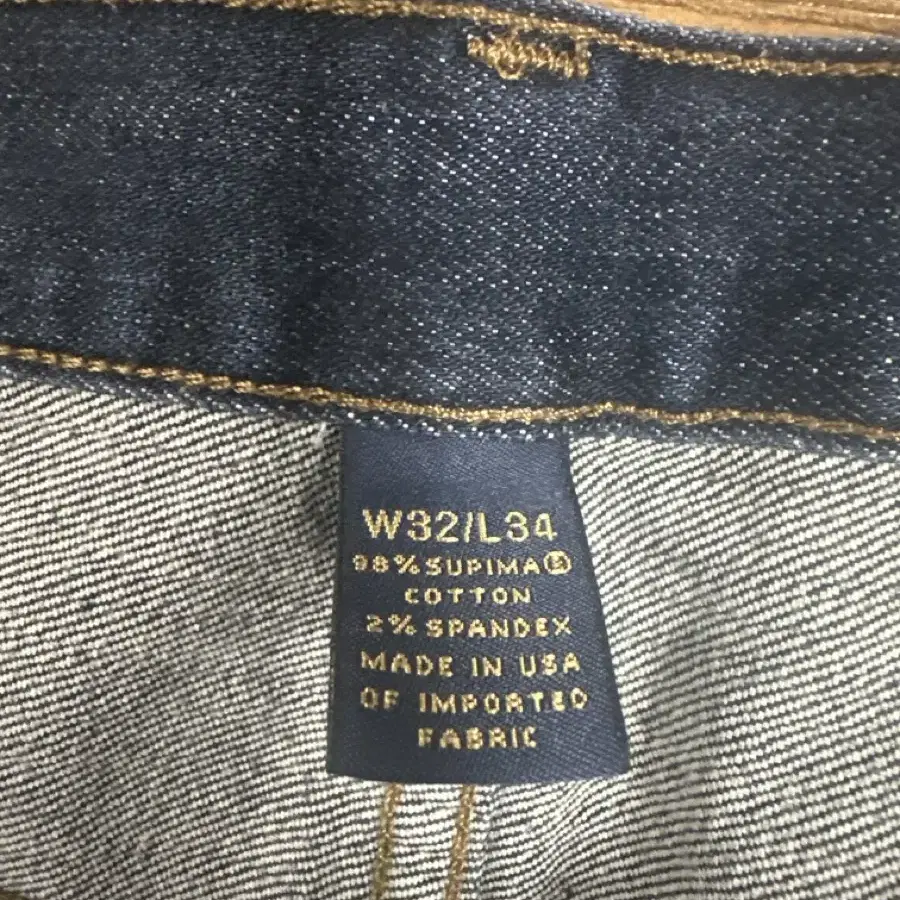 W32/L34
98% SUPIMA®
COTTON
2% SPANDEX
MADE IN USA
OF IMPORTED
FABRIC